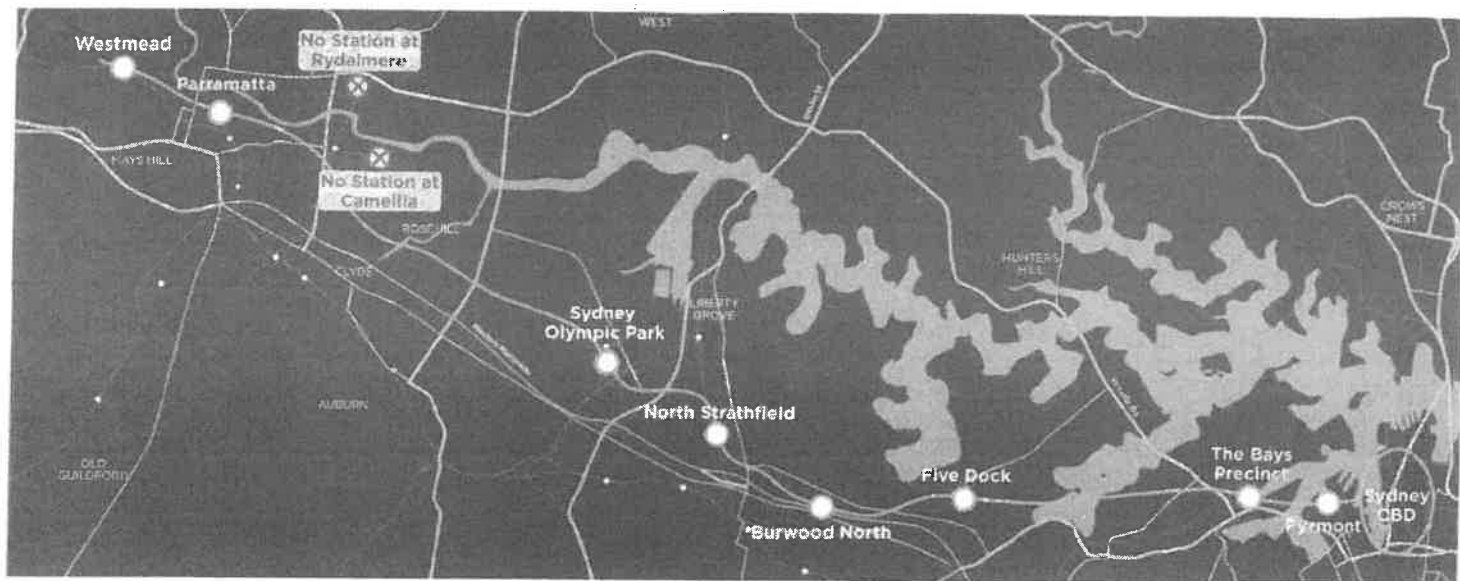 WEST
Westmead
No Station at
Rydalmere
Parramatta
MAYS HILL
No Station at
Camellia
ROSEHILL
CLYDE
CROWS
NEST
HUNTERS
HILL
LIBERTY
GROVE
Sydney
Olympic Park
AUBURN
North Strathfield
OLD
GUILDFORD
Five Dock
The Bays
Precinct
Sydney
CBD
Pyrmont
Burwood North